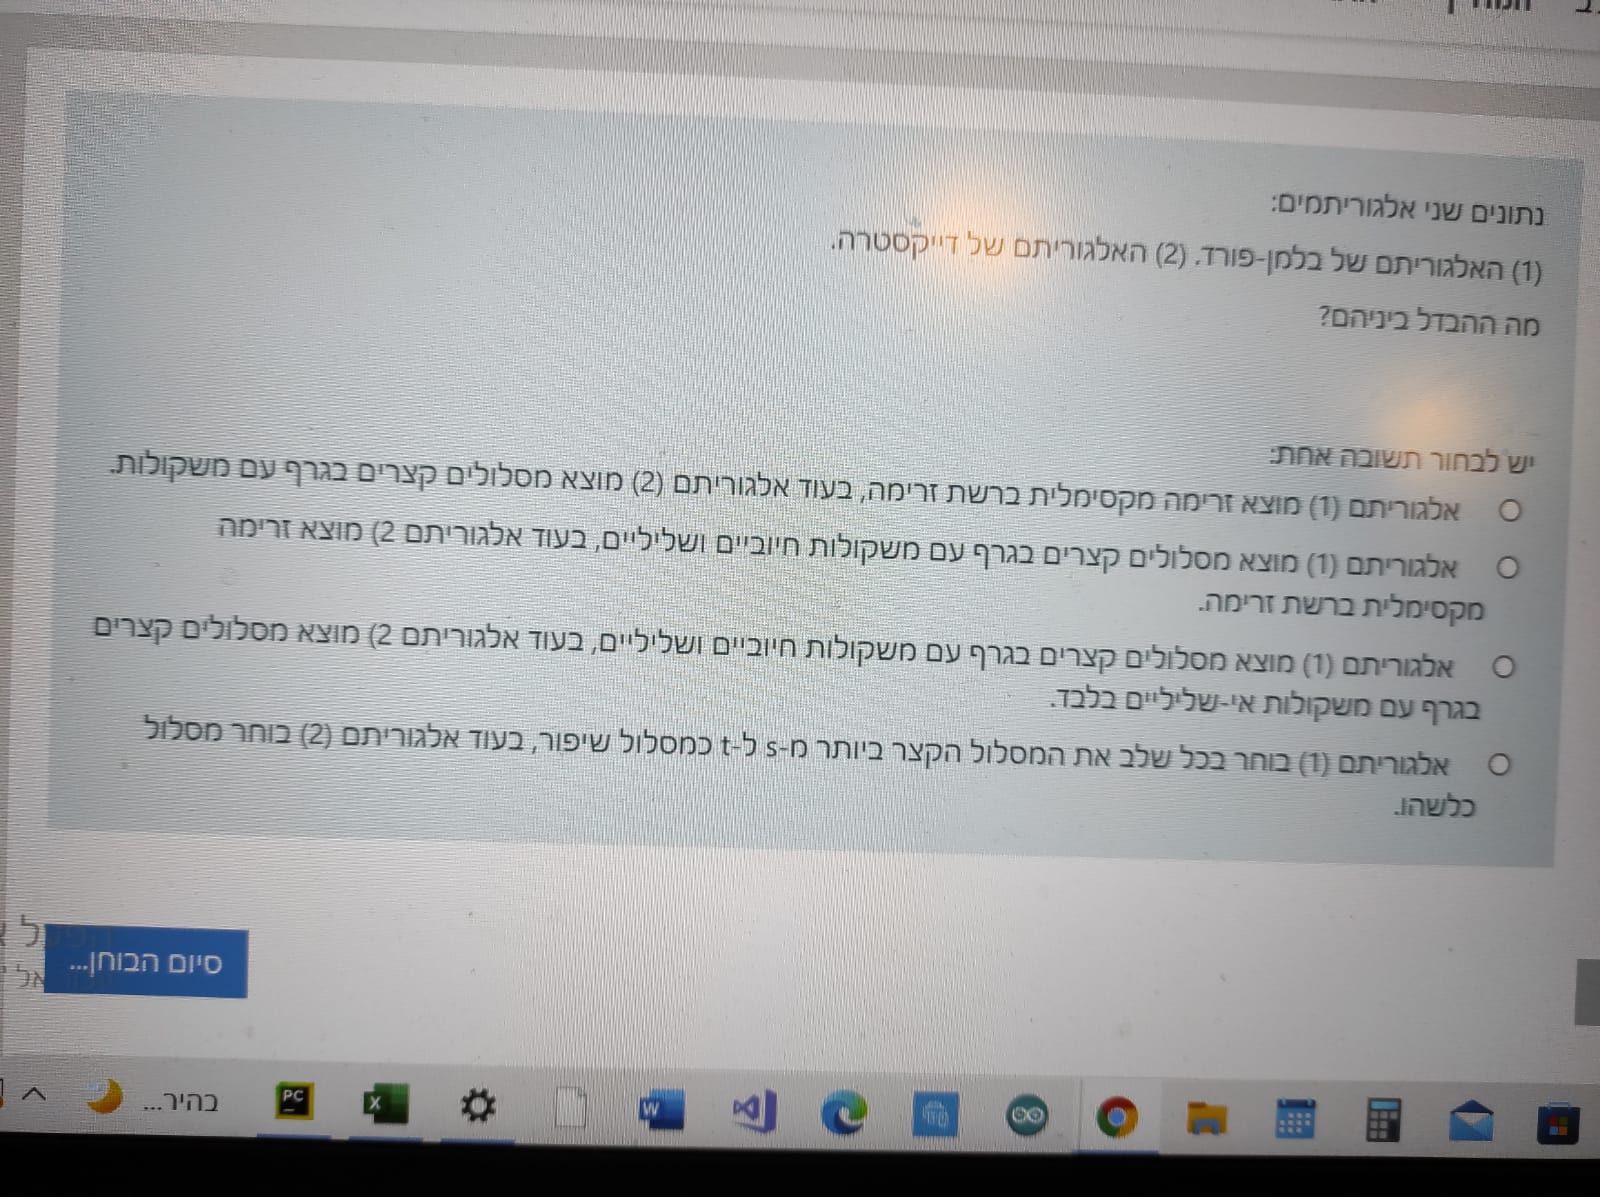 נתונים שני אלגוריתמים:
(1) האלגוריתם של בלמן-פורד. (2) האלגוריתם של דייקסטרה.
מה ההבדל ביניהם?
יש לבחור תשובה אחת:
אלגוריתם (1) מוצא זרימה מקסימלית ברשת זרימה, בעוד אלגוריתם (2) מוצא מסלולים קצרים בגרף עם משקולות.
אלגוריתם (1) מוצא מסלולים קצרים בגרף עם משקולות חיוביים ושליליים, בעוד אלגוריתם 2) מוצא זרימה
מקסימלית ברשת זרימה.
אלגוריתם (1) מוצא מסלולים קצרים בגרף עם משקולות חיוביים ושליליים, בעוד אלגוריתם 2) מוצא מסלולים קצרים
בגרף עם משקולות אי-שליליים בלבד.
אלגוריתם (1) בוחר בכל שלב את המסלול הקצר ביותר מ-s ל-t כמסלול שיפור, בעוד אלגוריתם (2) בוחר מסלול
כלשהו.
סיום הבוחן...
בהיר...
PC
X
W